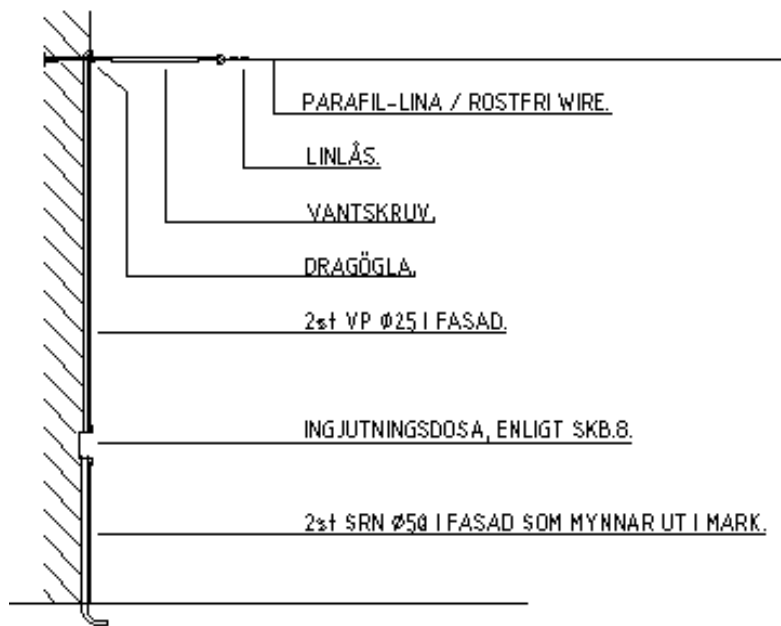 PARAFIL-LINA / ROSTFRI WIRE.
LINLÅS.
VANTSKRUV.
DRAGÖGLA.
2st VP Ø25 I FASAD.
INGJUTNINGSDOSA, ENLIGT SKB.8.
2st SRN Ø50 I FASAD SOM MYNNAR UT I MARK.